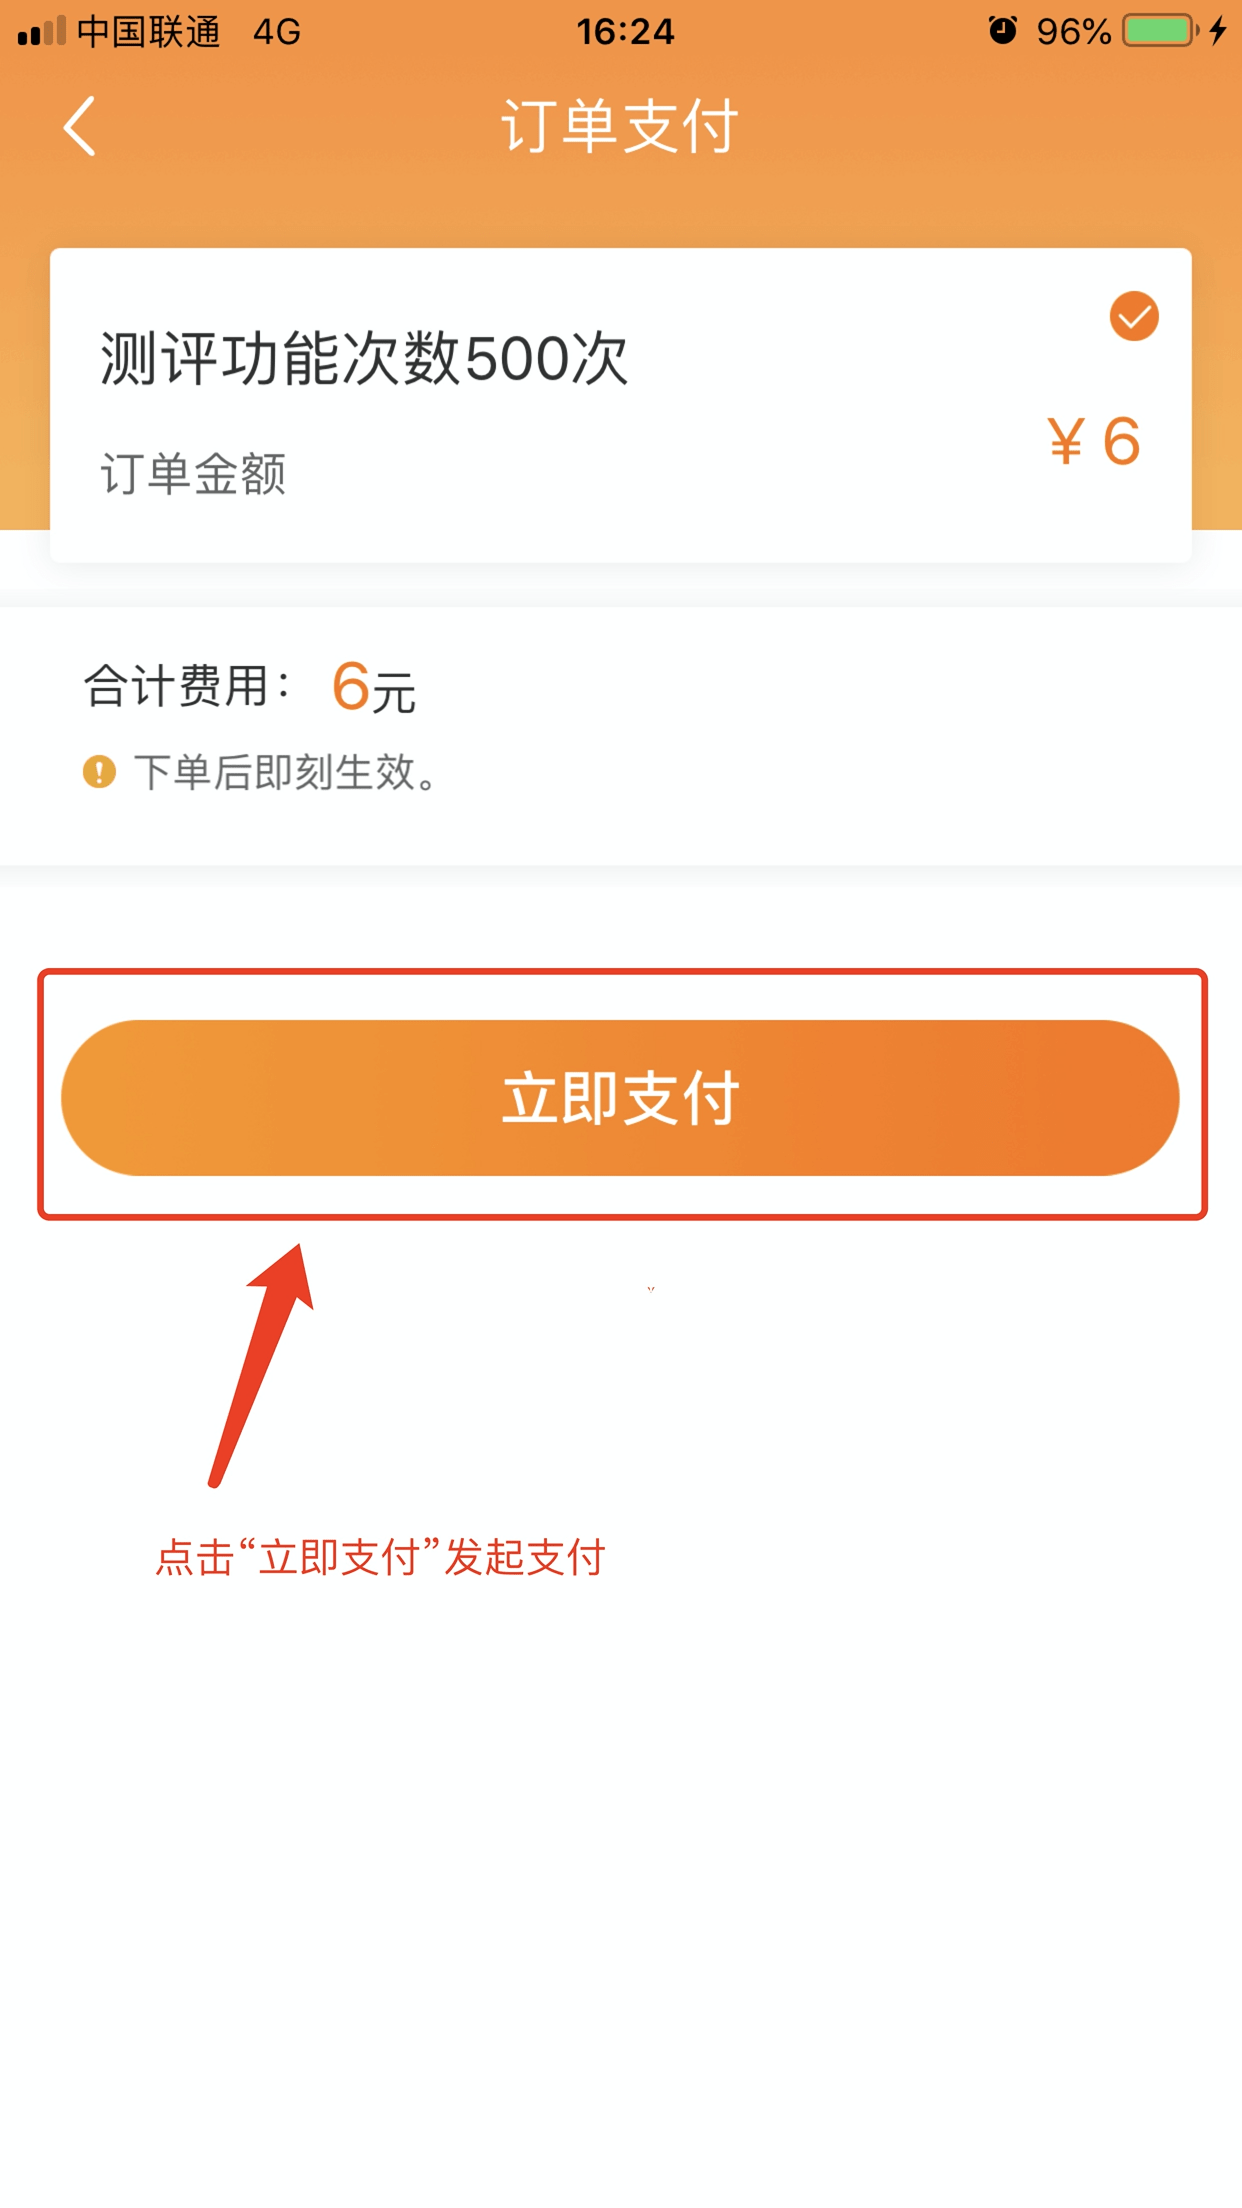 中国联通 4G 16:24 96%
订单支付
测评功能次数500次
¥ 6
订单金额
合计费用： 6元
下单后即刻生效。
立即支付
点击“立即支付”发起支付